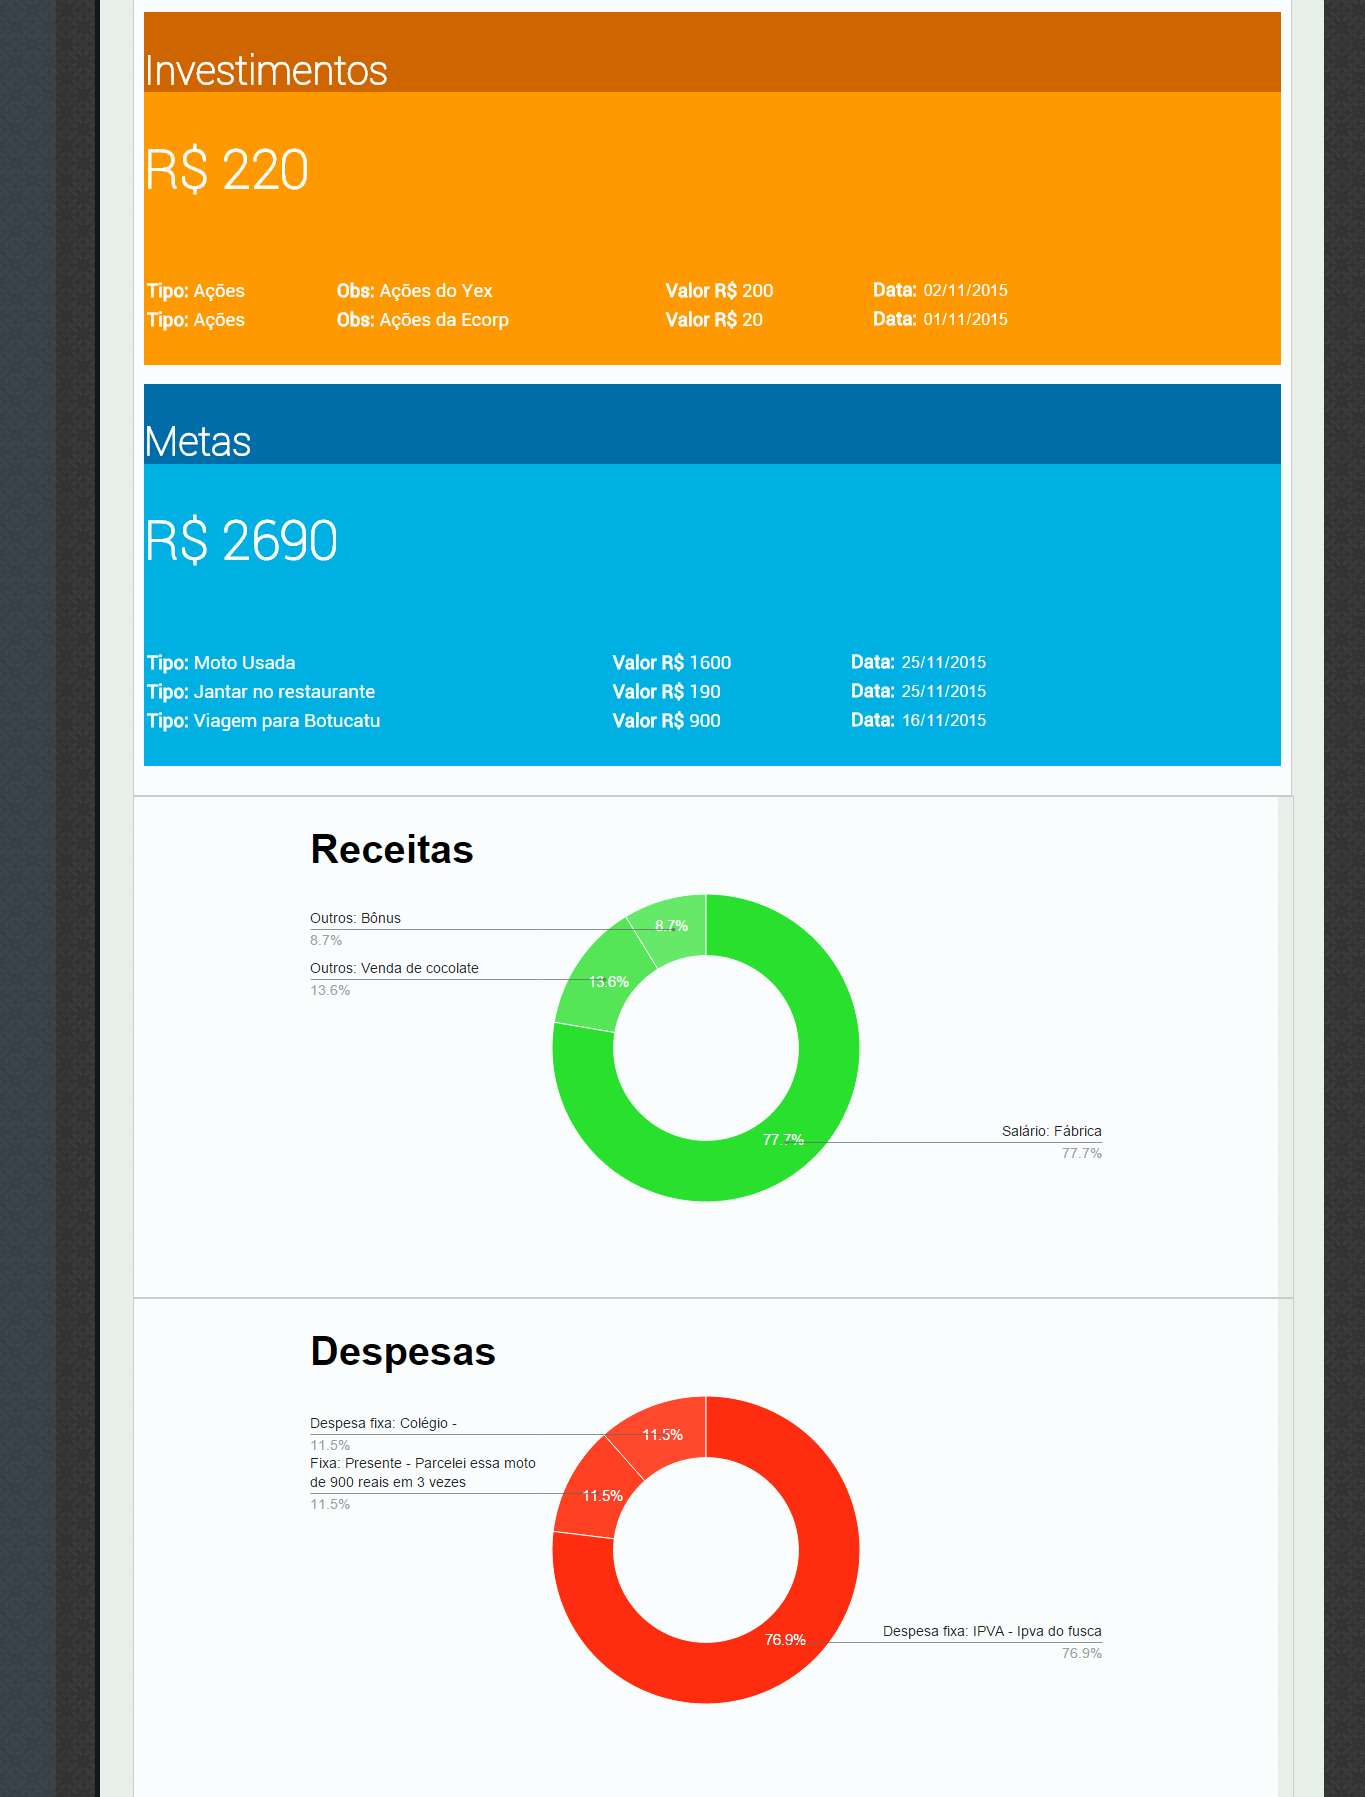 Investimentos
R$ 220
Tipo: Ações Obs: Ações do Yex Valor R$ 200 Data: 02/11/2015
Tipo: Ações Obs: Ações da Ecorp Valor R$ 20 Data: 01/11/2015
Metas
R$ 2690
Tipo: Moto Usada Valor R$ 1600 Data: 25/11/2015
Tipo: Jantar no restaurante Valor R$ 190 Data: 25/11/2015
Tipo: Viagem para Botucatu Valor R$ 900 Data: 16/11/2015
Receitas
Outros: Bônus
8.7%
8.7%
Outros: Venda de cocolate
13.6%
13.6%
Salário: Fábrica
77.7%
77.7%
Despesas
Despesa fixa: Colégio -
11.5%
11.5%
Fixa: Presente - Parcelei essa moto
de 900 reais em 3 vezes
11.5%
11.5%
Despesa fixa: IPVA - Ipva do fusca
76.9%
76.9%